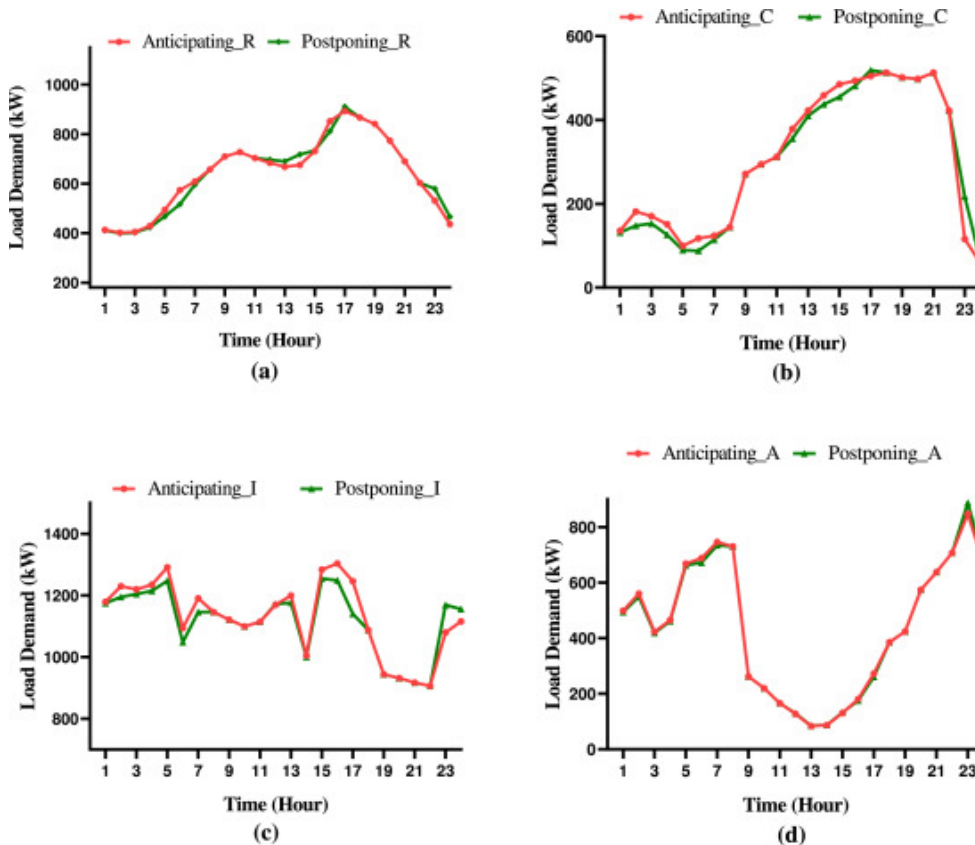 Anticipating_R Postponing_R
Load Demand (kW)
1000
800
600
400
200
1 3 5 7 9 11 13 15 17 19 21 23
Time (Hour)
(a)
Anticipating_C Postponing_C
Load Demand (kW)
600
400
200
0
1 3 5 7 9 11 13 15 17 19 21 23
Time (Hour)
(b)
Anticipating_I Postponing_I
Load Demand (kW)
1400
1200
1000
800
1 3 5 7 9 11 13 15 17 19 21 23
Time (Hour)
(c)
Anticipating_A Postponing_A
Load Demand (kW)
800
600
400
200
0
1 3 5 7 9 11 13 15 17 19 21 23
Time (Hour)
(d)